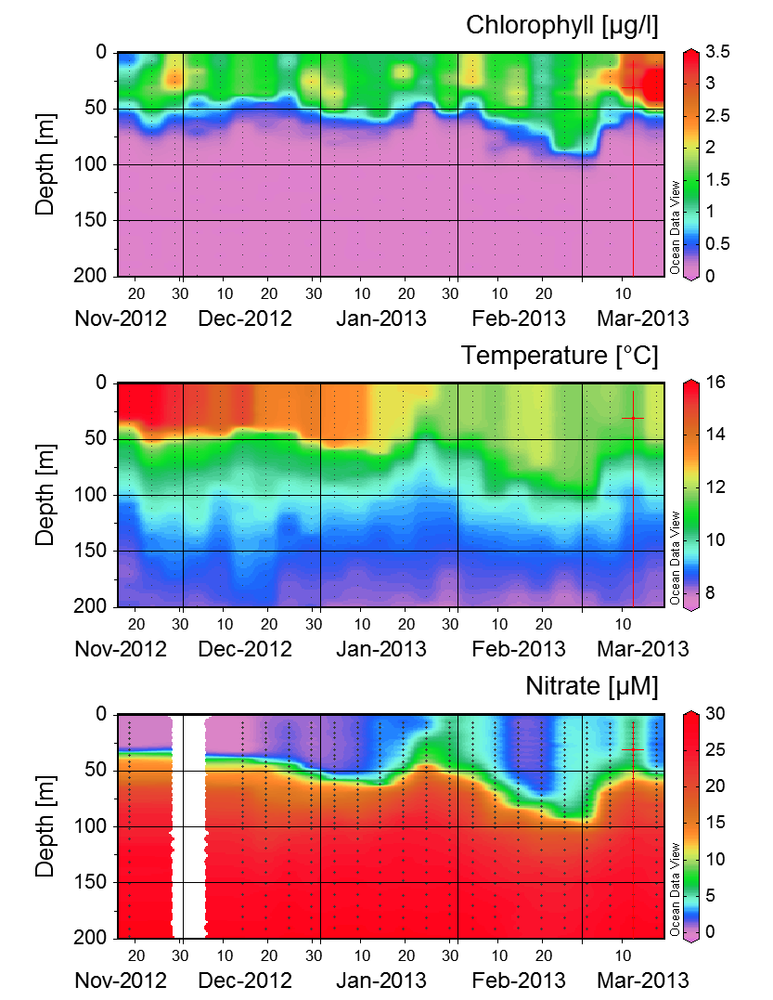 Chlorophyll [µg/l]
0
50
100
150
200
Depth [m]
3.5
3
2.5
2
1.5
1
0.5
0
Ocean Data View
20 30 10 20 30 10 20 30 10 20 10
Nov-2012 Dec-2012 Jan-2013 Feb-2013 Mar-2013
Temperature [°C]
0
50
100
150
200
Depth [m]
16
14
12
10
8
Ocean Data View
20 30 10 20 30 10 20 30 10 20 10
Nov-2012 Dec-2012 Jan-2013 Feb-2013 Mar-2013
Nitrate [µM]
0
50
100
150
200
Depth [m]
30
25
20
15
10
5
0
Ocean Data View
20 30 10 20 30 10 20 30 10 20 10
Nov-2012 Dec-2012 Jan-2013 Feb-2013 Mar-2013